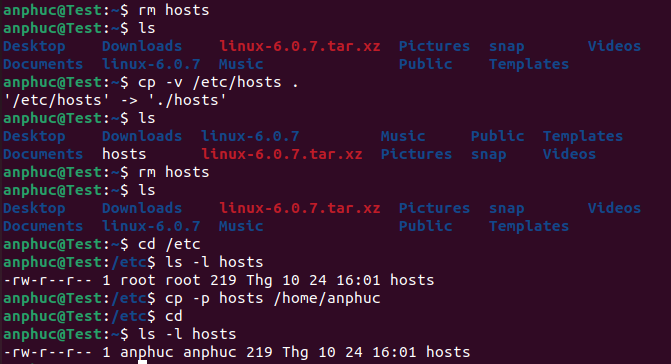 anphuc@Test:~$ rm hosts
anphuc@Test:~$ ls
Desktop    Downloads    linux-6.0.7.tar.xz  Pictures  snap       Videos
Documents  linux-6.0.7  Music               Public    Templates
anphuc@Test:~$ cp -v /etc/hosts .
'/etc/hosts' -> './hosts'
anphuc@Test:~$ ls
Desktop    Downloads  linux-6.0.7         Music     Public  Templates
Documents  hosts      linux-6.0.7.tar.xz  Pictures  snap    Videos
anphuc@Test:~$ rm hosts
anphuc@Test:~$ ls
Desktop    Downloads    linux-6.0.7.tar.xz  Pictures  snap       Videos
Documents  linux-6.0.7  Music               Public    Templates
anphuc@Test:~$ cd /etc
anphuc@Test:/etc$ ls -l hosts
-rw-r--r-- 1 root root 219 Thg 10 24 16:01 hosts
anphuc@Test:/etc$ cp -p hosts /home/anphuc
anphuc@Test:/etc$ cd
anphuc@Test:~$ ls -l hosts
-rw-r--r-- 1 anphuc anphuc 219 Thg 10 24 16:01 hosts